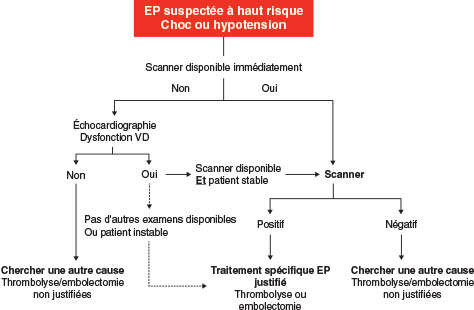 EP suspectée à haut risque
Choc ou hypotension
Scanner disponible immédiatement
Non
Oui
Échocardiographie
Dysfonction VD
Non
Oui
Scanner disponible
Et patient stable
Scanner
Pas d'autres examens disponibles
Ou patient instable
Positif
Négatif
Chercher une autre cause
Thrombolyse/embolectomie
non justifiées
Traitement spécifique EP
justifié
Thrombolyse ou
embolectomie
Chercher une autre cause
Thrombolyse/embolectomie
non justifiées